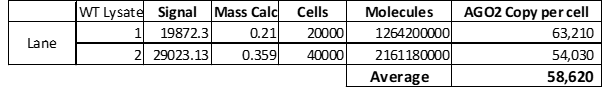 WT Lysate Signal Mass Calc Cells Molecules AGO2 Copy per cell
Lane
1 19872.3 0.21 20000 1264200000 63,210
2 29023.13 0.359 40000 2161180000 54,030
Average 58,620